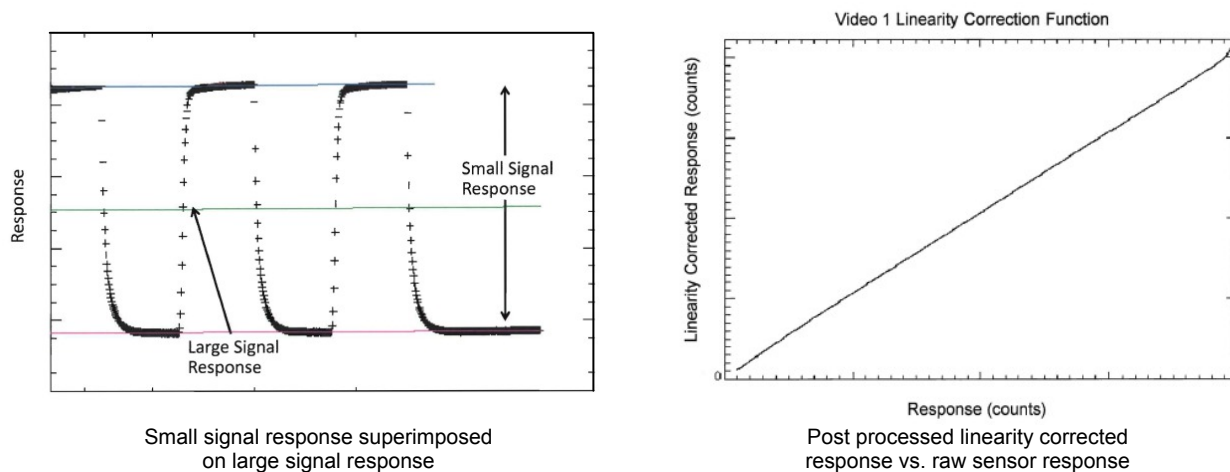 Response
Small Signal
Response
Large Signal
Response
Small signal response superimposed
on large signal response
Video 1 Linearity Correction Function
Linearity Corrected Response (counts)
0
Response (counts)
Post processed linearity corrected
response vs. raw sensor response